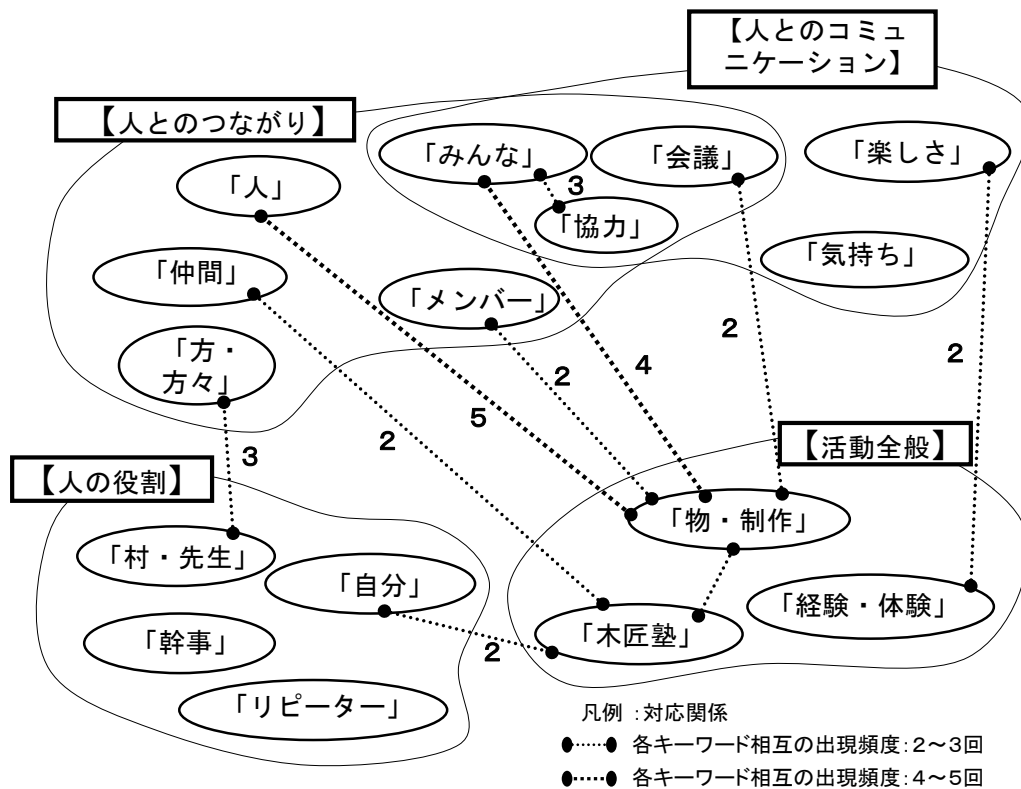 【人とのコミュ
ニケーション】
【人とのつながり】
「みんな」
「会議」
「楽しさ」
「人」
3
「協力」
「仲間」
「気持ち」
「メンバー」
「方・
方々」
2
2
4
2
5
2
3
【活動全般】
【人の役割】
「物・制作」
「村・先生」
「自分」
「経験・体験」
「幹事」
「木匠塾」
2
「リピーター」
凡例 :対応関係
各キーワード相互の出現頻度:2~3回
各キーワード相互の出現頻度:4~5回